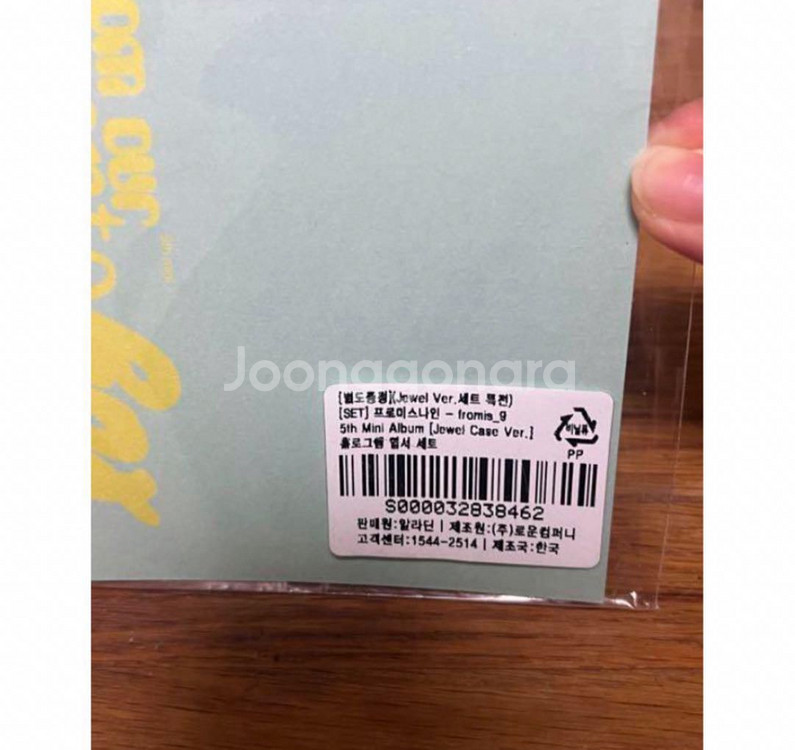 Joonggonara
[별도증정](Jewel Ver.세트 특전)
[SET] 프로미스나인 - fromis_9
5th Mini Album [Jewel Case Ver.]
홀로그램 엽서 세트
비닐류
PP
S000032838462
판매원:알라딘 | 제조원:(주)로운컴퍼니
고객센터:1544-2514 | 제조국:한국